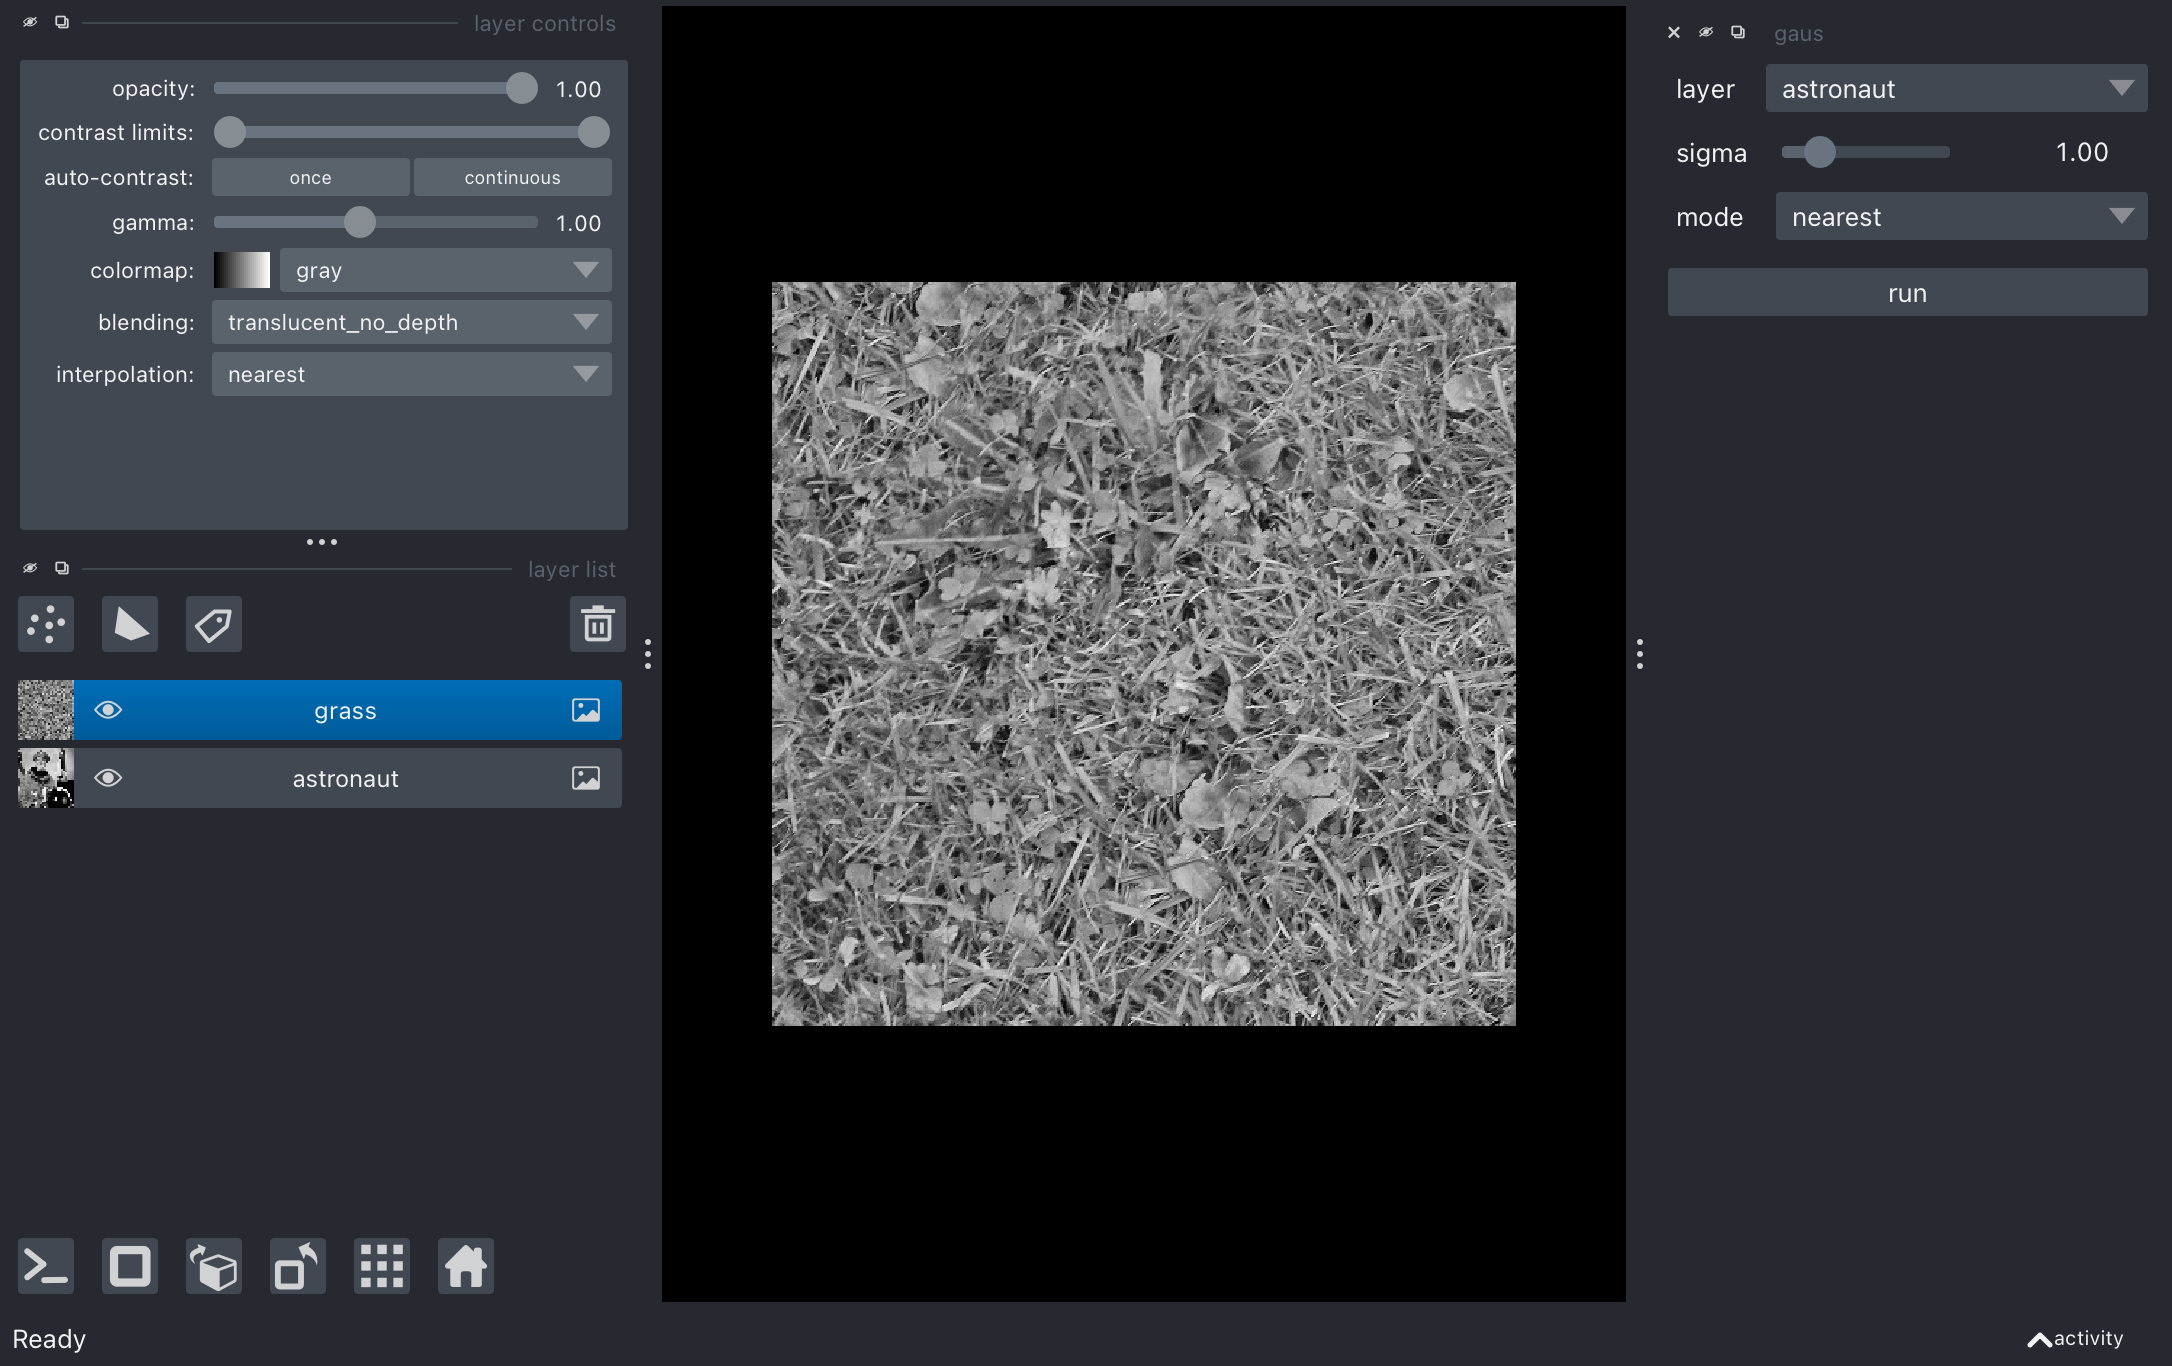 layer controls
opacity: 1.00
contrast limits:
auto-contrast: once continuous
gamma: 1.00
colormap: gray
blending: translucent_no_depth
interpolation: nearest
layer list
grass
astronaut
Ready
gaus
layer astronaut
sigma 1.00
mode nearest
run
activity